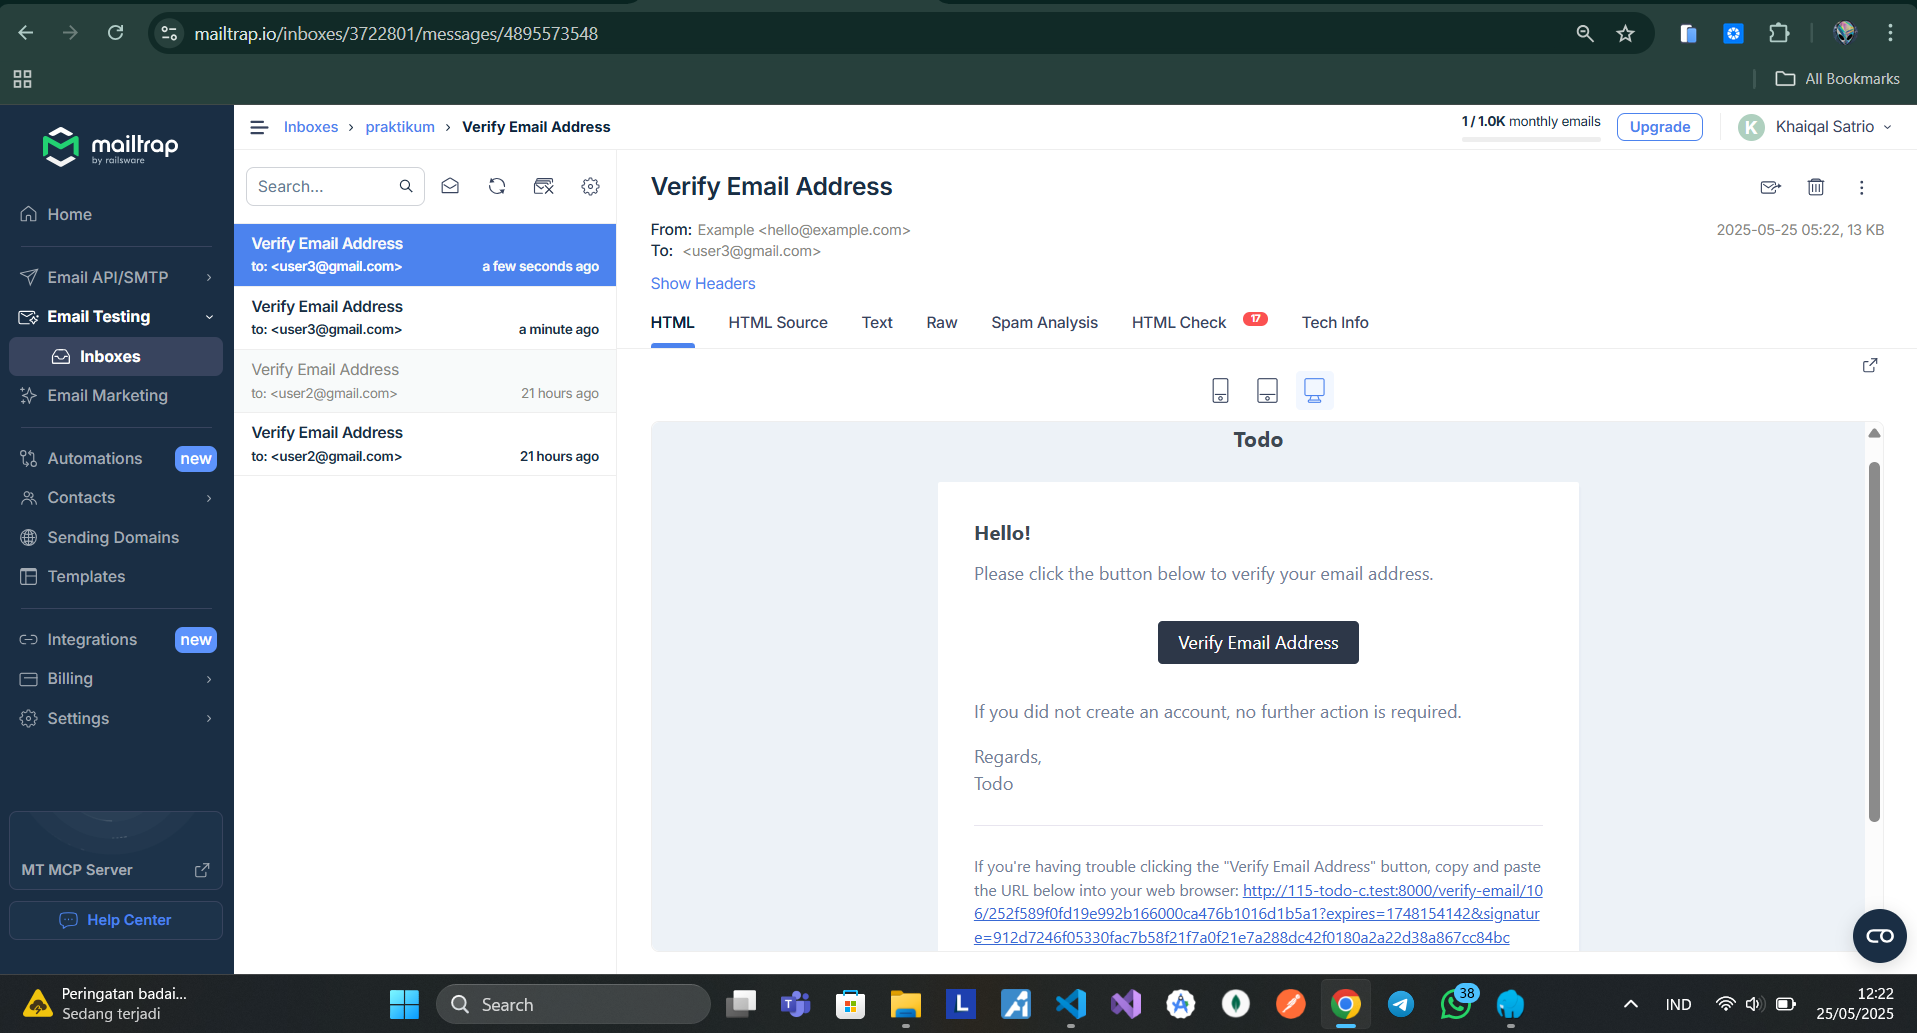 mailtrap.io/inboxes/3722801/messages/4895573548
All Bookmarks
mailtrap
by railsware
Home
Email API/SMTP
Email Testing
Inboxes
Email Marketing
Automations new
Contacts
Sending Domains
Templates
Integrations new
Billing
Settings
MT MCP Server
Help Center
Inboxes › praktikum › Verify Email Address
1 / 1.0K monthly emails
Upgrade
K Khaiqal Satrio
Search...
Verify Email Address
to: <user3@gmail.com> a few seconds ago
Verify Email Address
to: <user3@gmail.com> a minute ago
Verify Email Address
to: <user2@gmail.com> 21 hours ago
Verify Email Address
to: <user2@gmail.com> 21 hours ago
Verify Email Address
From: Example <hello@example.com>
2025-05-25 05:22, 13 KB
To: <user3@gmail.com>
Show Headers
HTML HTML Source Text Raw Spam Analysis HTML Check 17 Tech Info
Todo
Hello!
Please click the button below to verify your email address.
Verify Email Address
If you did not create an account, no further action is required.
Regards,
Todo
If you're having trouble clicking the "Verify Email Address" button, copy and paste
the URL below into your web browser: http://115-todo-c.test:8000/verify-email/10
6/252f589f0fd19e992b166000ca476b1016d1b5a1?expires=1748154142&signatur
e=912d7246f05330fac7b58f21f7a0f21e7a288dc42f0180a2a22d38a867cc84bc
Peringatan badai...
Sedang terjadi
Search
L
38
IND
12:22
25/05/2025